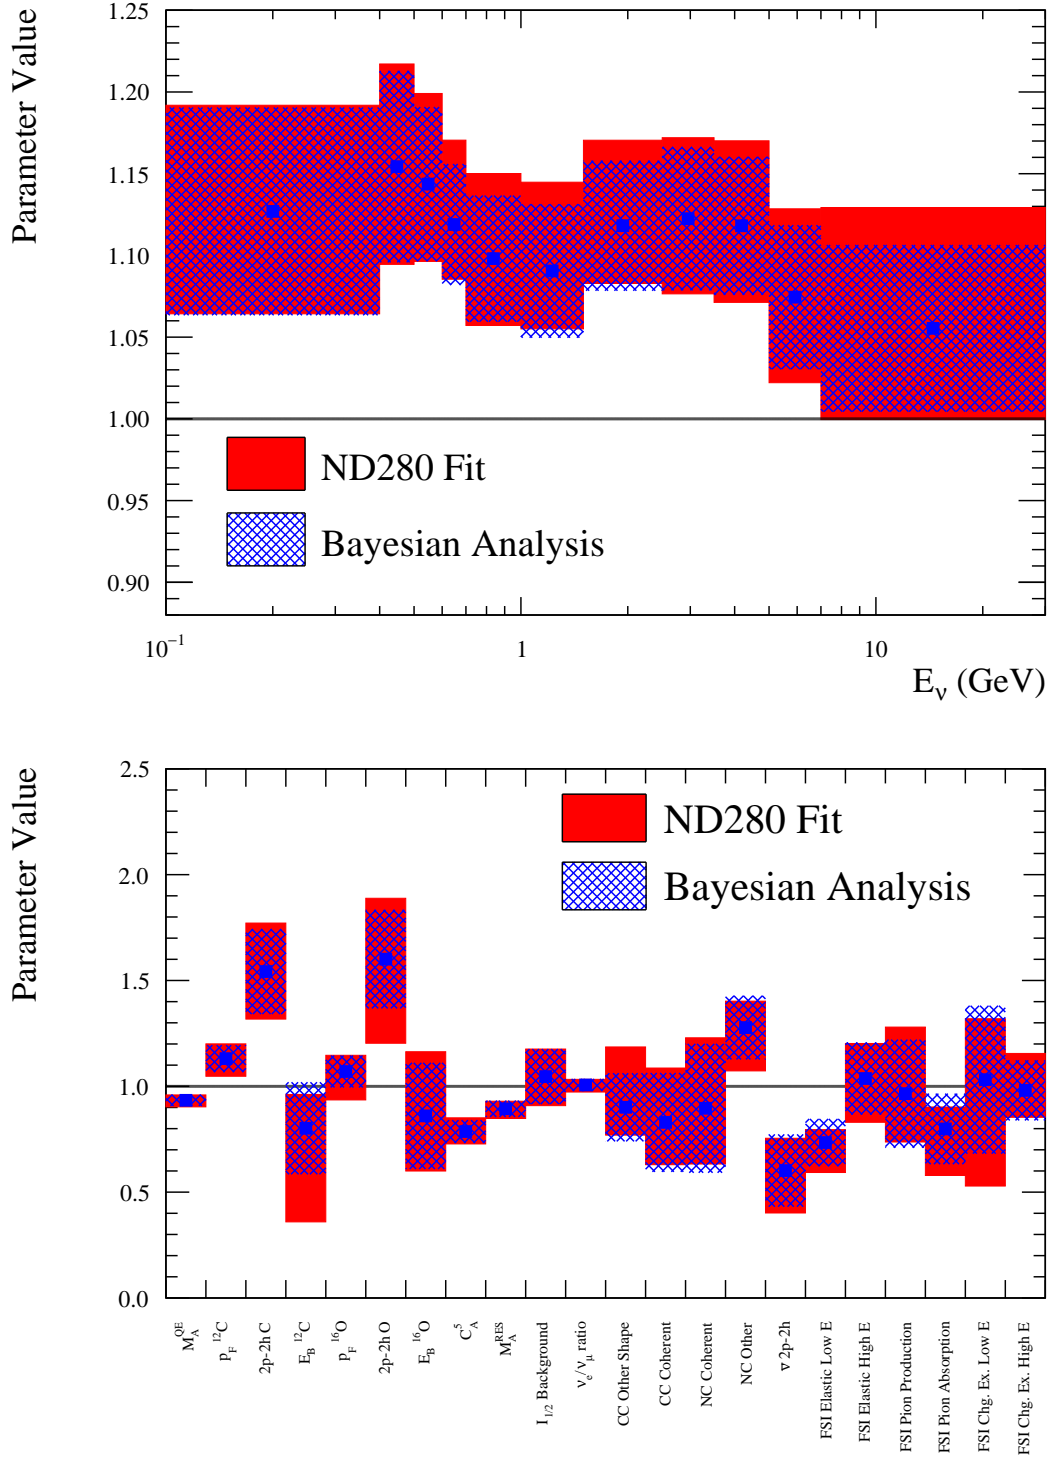 Parameter Value
1.25
1.20
1.15
1.10
1.05
1.00
0.95
0.90
ND280 Fit
Bayesian Analysis
10⁻¹ 1 10
E_ν (GeV)
Parameter Value
2.5
2.0
1.5
1.0
0.5
0.0
ND280 Fit
Bayesian Analysis
M_A^QE
p_F ¹²C
2p-2h C
E_B ¹²C
p_F ¹⁶O
2p-2h O
E_B ¹⁶O
C_A^5
M_A^RES
I_1/2 Background
ν_e/ν_μ ratio
CC Other Shape
CC Coherent
NC Coherent
NC Other
ν̄ 2p-2h
FSI Elastic Low E
FSI Elastic High E
FSI Pion Production
FSI Pion Absorption
FSI Chg. Ex. Low E
FSI Chg. Ex. High E